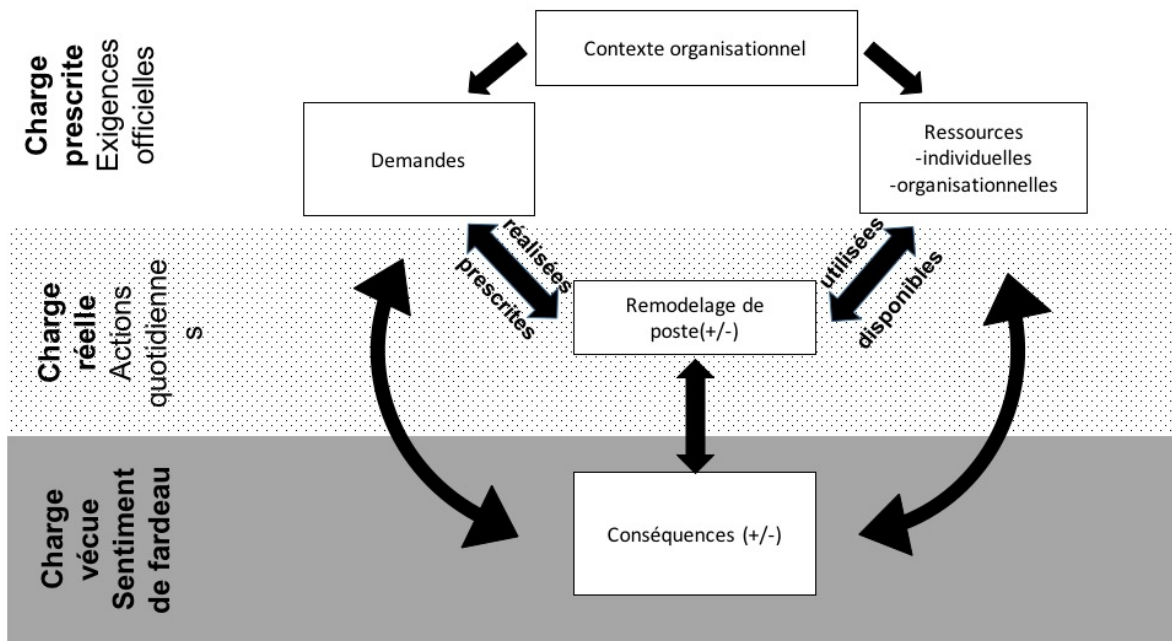 Charge
prescrite
Exigences
officielles
Contexte organisationnel
Demandes
Ressources
-individuelles
-organisationnelles
Charge
réelle
Actions
quotidienne
s
réalisées
prescrites
utilisées
disponibles
Remodelage de
poste(+/-)
Charge
vécue
Sentiment
de fardeau
Conséquences (+/-)